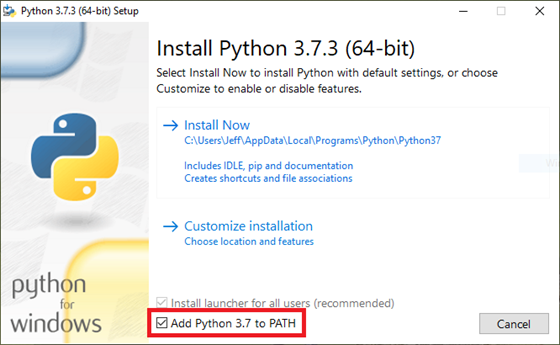 Python 3.7.3 (64-bit) Setup
Install Python 3.7.3 (64-bit)
Select Install Now to install Python with default settings, or choose
Customize to enable or disable features.
Install Now
C:\Users\Jeff\AppData\Local\Programs\Python\Python37
Includes IDLE, pip and documentation
Creates shortcuts and file associations
Customize installation
Choose location and features
python
for
windows
Install launcher for all users (recommended)
Add Python 3.7 to PATH
Cancel